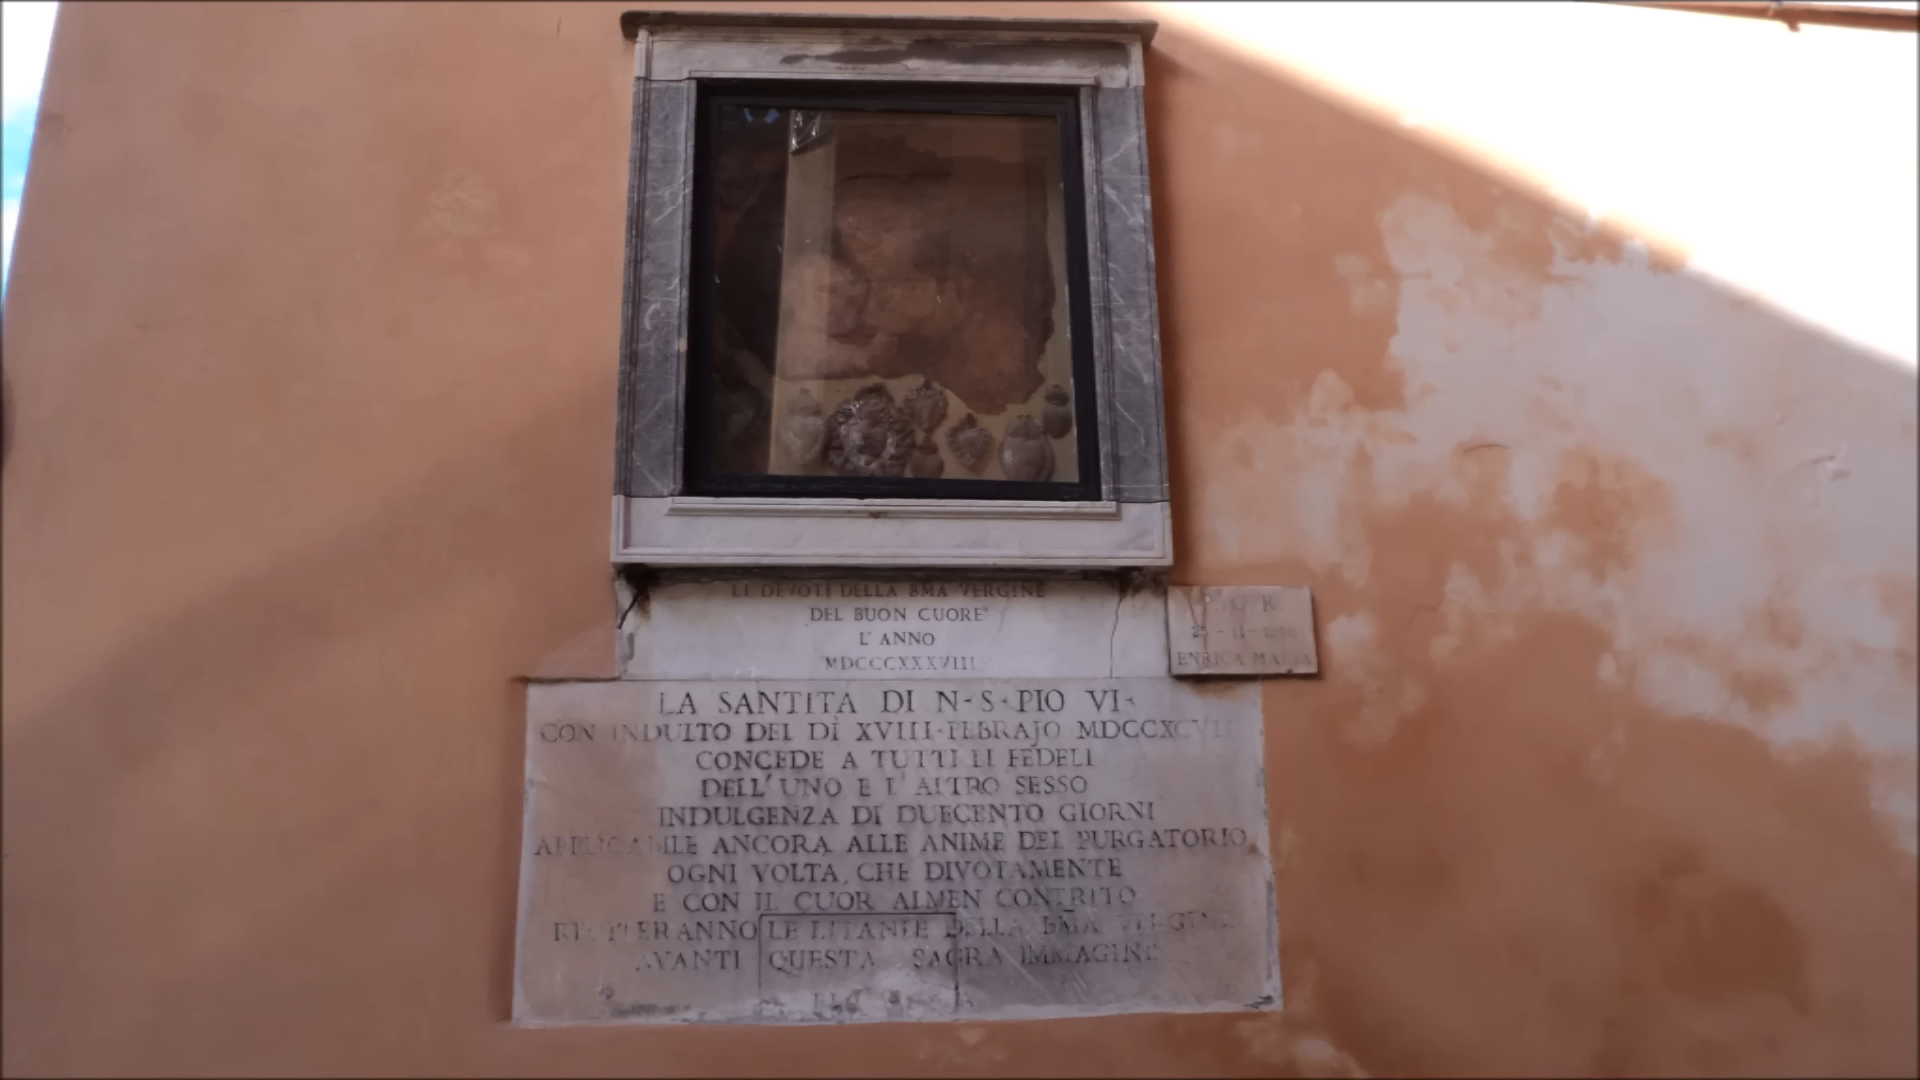 LI DEVOTI DELLA BMA VERGINE
DEL BUON CUORE
L'ANNO
MDCCCXXXVIII
P. G. R.
ENRICA MARIA
LA SANTITA DI N-S-PIO VI-
CON INDULTO DEL DÌ XVIII-FEBRAJO MDCCXCVII
CONCEDE A TUTTI LI FEDELI
DELL'UNO E L'ALTRO SESSO
INDULGENZA DI DUECENTO GIORNI
APPLICABILE ANCORA ALLE ANIME DEL PURGATORIO
OGNI VOLTA, CHE DIVOTAMENTE
E CON IL CUOR ALMEN CONTRITO
RECITERANNO LE LITANIE DELLA BMA VERGINE
AVANTI QUESTA SAGRA IMMAGINE